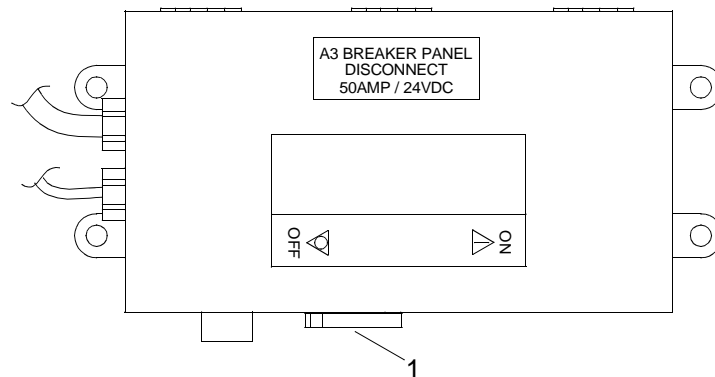 A3 BREAKER PANEL
DISCONNECT
50AMP / 24VDC
OFF
ON
1